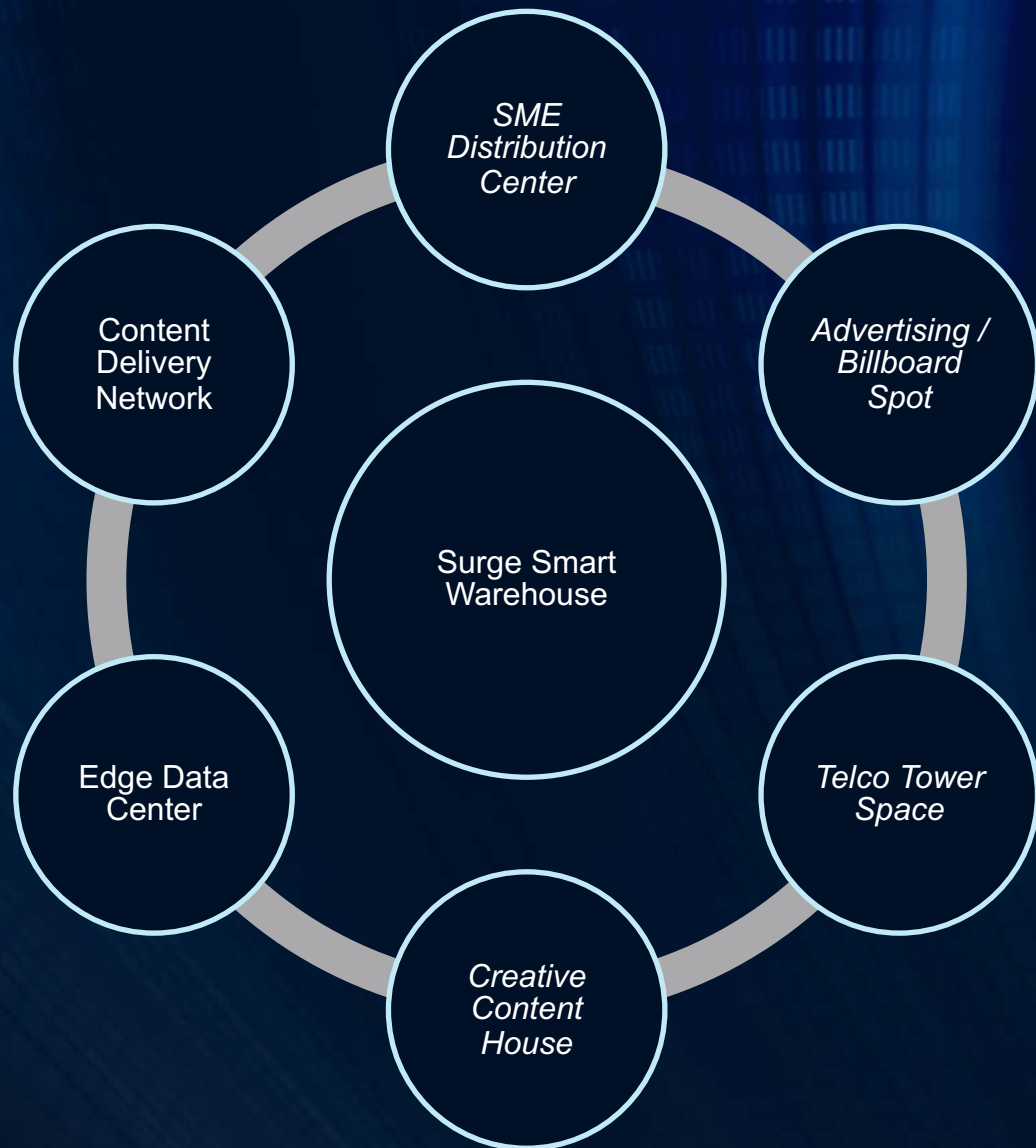 SME
Distribution
Center
Advertising /
Billboard
Spot
Telco Tower
Space
Creative
Content
House
Edge Data
Center
Content
Delivery
Network
Surge Smart
Warehouse